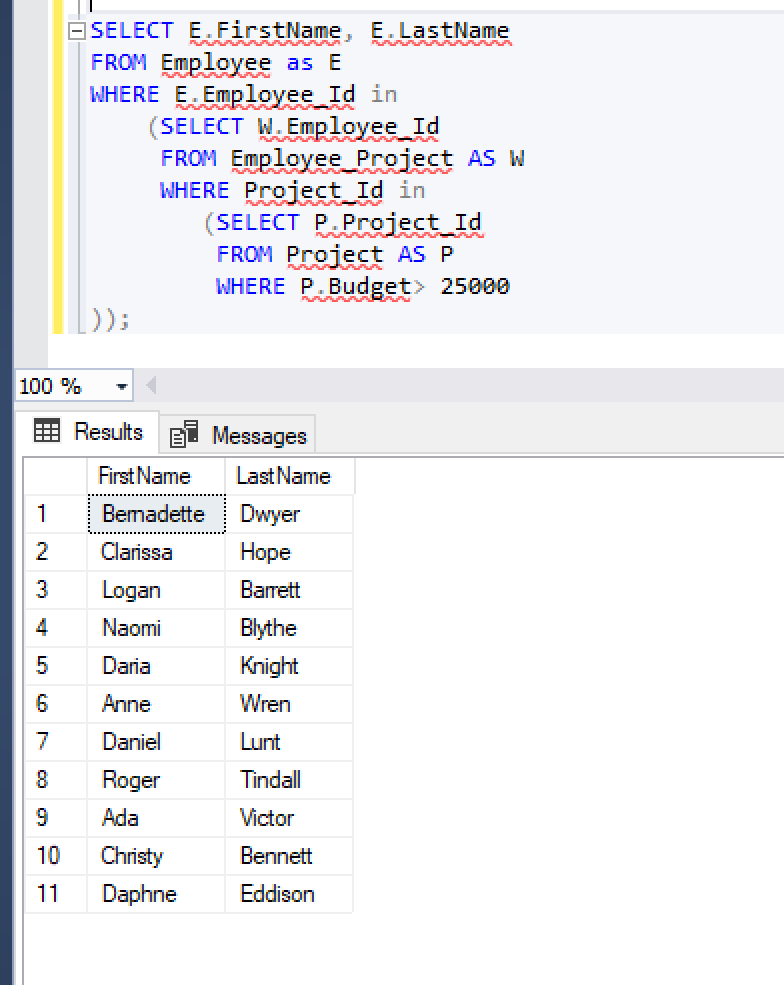 SELECT E.FirstName, E.LastName
FROM Employee as E
WHERE E.Employee_Id in
(SELECT W.Employee_Id
FROM Employee_Project AS W
WHERE Project_Id in
(SELECT P.Project_Id
FROM Project AS P
WHERE P.Budget> 25000
));
100 %
Results Messages
FirstName LastName
1 Bernadette Dwyer
2 Clarissa Hope
3 Logan Barrett
4 Naomi Blythe
5 Daria Knight
6 Anne Wren
7 Daniel Lunt
8 Roger Tindall
9 Ada Victor
10 Christy Bennett
11 Daphne Eddison